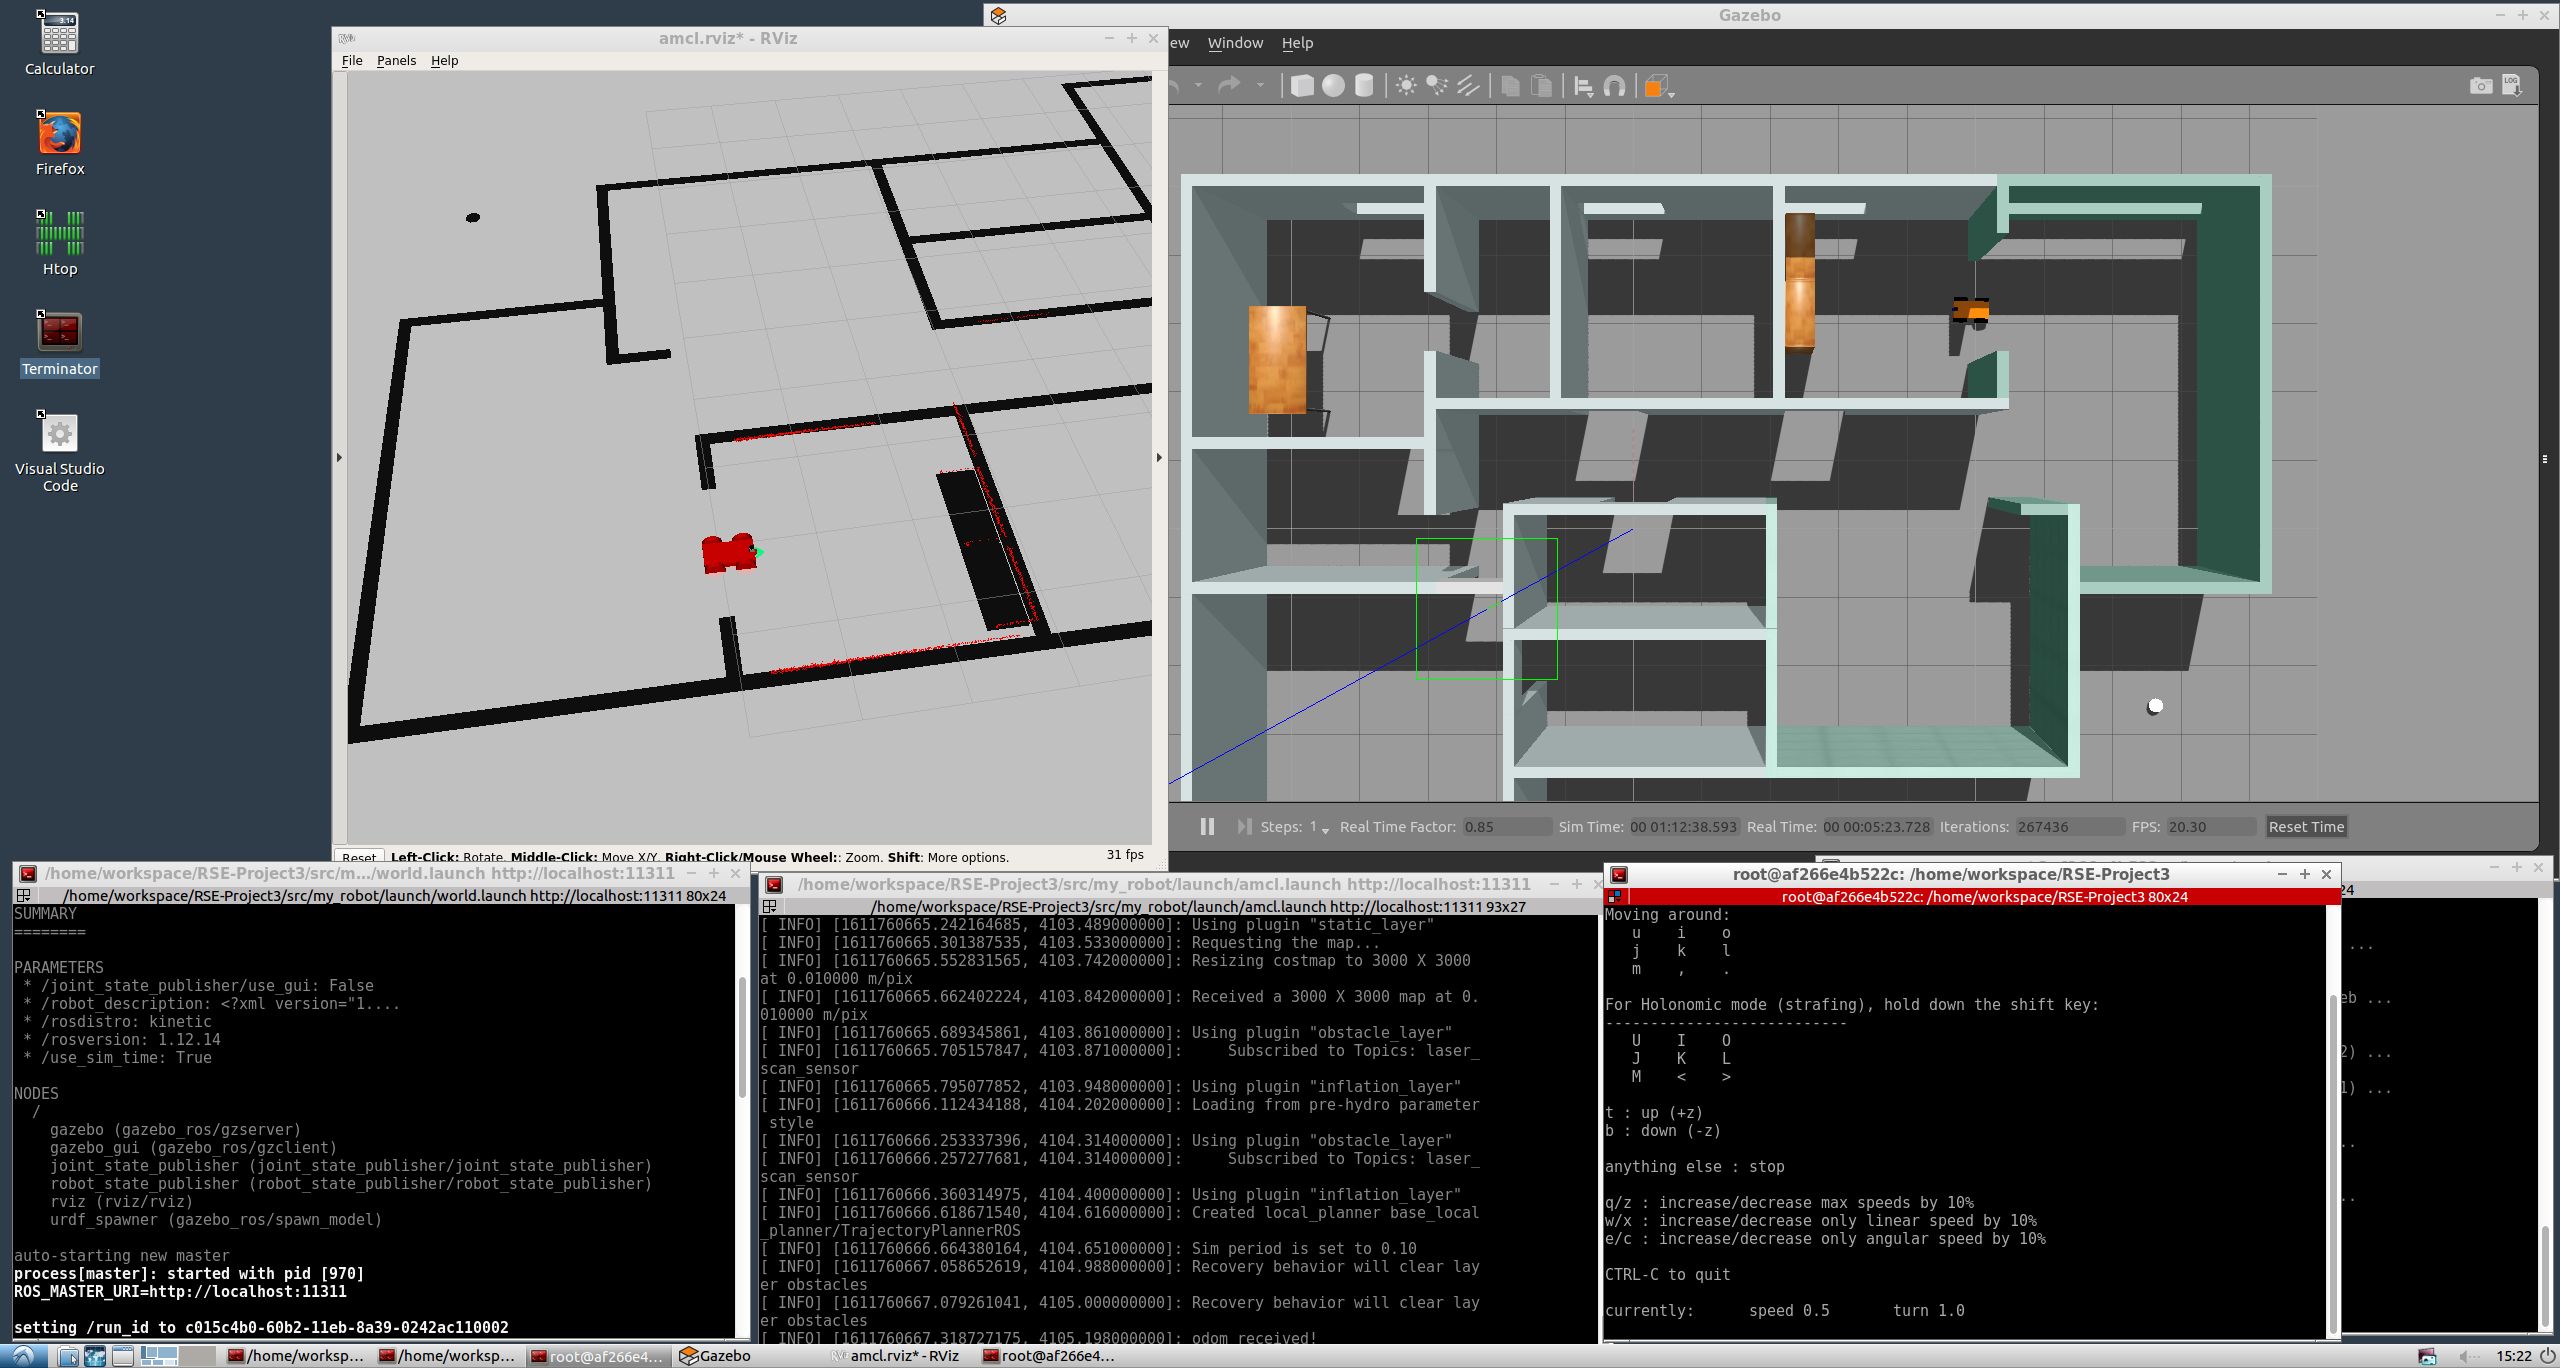 Calculator
Firefox
Htop
Terminator
Visual Studio
Code
3.14
amcl.rviz* - RViz
File Panels Help
Reset Left-Click: Rotate. Middle-Click: Move X/Y. Right-Click/Mouse Wheel:: Zoom. Shift: More options. 31 fps
Gazebo
ew Window Help
LOG
Steps: 1 Real Time Factor: 0.85 Sim Time: 00 01:12:38.593 Real Time: 00 00:05:23.728 Iterations: 267436 FPS: 20.30 Reset Time
/home/workspace/RSE-Project3/src/m.../world.launch http://localhost:11311
/home/workspace/RSE-Project3/src/my_robot/launch/world.launch http://localhost:11311 80x24
SUMMARY
========
PARAMETERS
* /joint_state_publisher/use_gui: False
* /robot_description: <?xml version="1....
* /rosdistro: kinetic
* /rosversion: 1.12.14
* /use_sim_time: True
NODES
/
gazebo (gazebo_ros/gzserver)
gazebo_gui (gazebo_ros/gzclient)
joint_state_publisher (joint_state_publisher/joint_state_publisher)
robot_state_publisher (robot_state_publisher/robot_state_publisher)
rviz (rviz/rviz)
urdf_spawner (gazebo_ros/spawn_model)
auto-starting new master
process[master]: started with pid [970]
ROS_MASTER_URI=http://localhost:11311
setting /run_id to c015c4b0-60b2-11eb-8a39-0242ac110002
/home/workspace/RSE-Project3/src/my_robot/launch/amcl.launch http://localhost:11311
/home/workspace/RSE-Project3/src/my_robot/launch/amcl.launch http://localhost:11311 93x27
[ INFO] [1611760665.242164685, 4103.489000000]: Using plugin "static_layer"
[ INFO] [1611760665.301387535, 4103.533000000]: Requesting the map...
[ INFO] [1611760665.552831565, 4103.742000000]: Resizing costmap to 3000 X 3000
at 0.010000 m/pix
[ INFO] [1611760665.662402224, 4103.842000000]: Received a 3000 X 3000 map at 0.
010000 m/pix
[ INFO] [1611760665.689345861, 4103.861000000]: Using plugin "obstacle_layer"
[ INFO] [1611760665.705157847, 4103.871000000]: Subscribed to Topics: laser_
scan_sensor
[ INFO] [1611760665.795077852, 4103.948000000]: Using plugin "inflation_layer"
[ INFO] [1611760666.112434188, 4104.202000000]: Loading from pre-hydro parameter
style
[ INFO] [1611760666.253337396, 4104.314000000]: Using plugin "obstacle_layer"
[ INFO] [1611760666.257277681, 4104.314000000]: Subscribed to Topics: laser_
scan_sensor
[ INFO] [1611760666.360314975, 4104.400000000]: Using plugin "inflation_layer"
[ INFO] [1611760666.618671540, 4104.616000000]: Created local_planner base_local
_planner/TrajectoryPlannerROS
[ INFO] [1611760666.664380164, 4104.651000000]: Sim period is set to 0.10
[ INFO] [1611760667.058652619, 4104.988000000]: Recovery behavior will clear lay
er obstacles
[ INFO] [1611760667.079261041, 4105.000000000]: Recovery behavior will clear lay
er obstacles
[ INFO] [1611760667.318727175, 4105.198000000]: odom received!
root@af266e4b522c: /home/workspace/RSE-Project3
root@af266e4b522c: /home/workspace/RSE-Project3 80x24
Moving around:
u i o
j k l
m , .
For Holonomic mode (strafing), hold down the shift key:
---------------------------
U I O
J K L
M < >
t : up (+z)
b : down (-z)
anything else : stop
q/z : increase/decrease max speeds by 10%
w/x : increase/decrease only linear speed by 10%
e/c : increase/decrease only angular speed by 10%
CTRL-C to quit
currently: speed 0.5 turn 1.0
24
...
eb ...
2) ...
1) ...
..
..
/home/worksp... /home/worksp... root@af266e4... Gazebo amcl.rviz* - RViz root@af266e4... 15:22